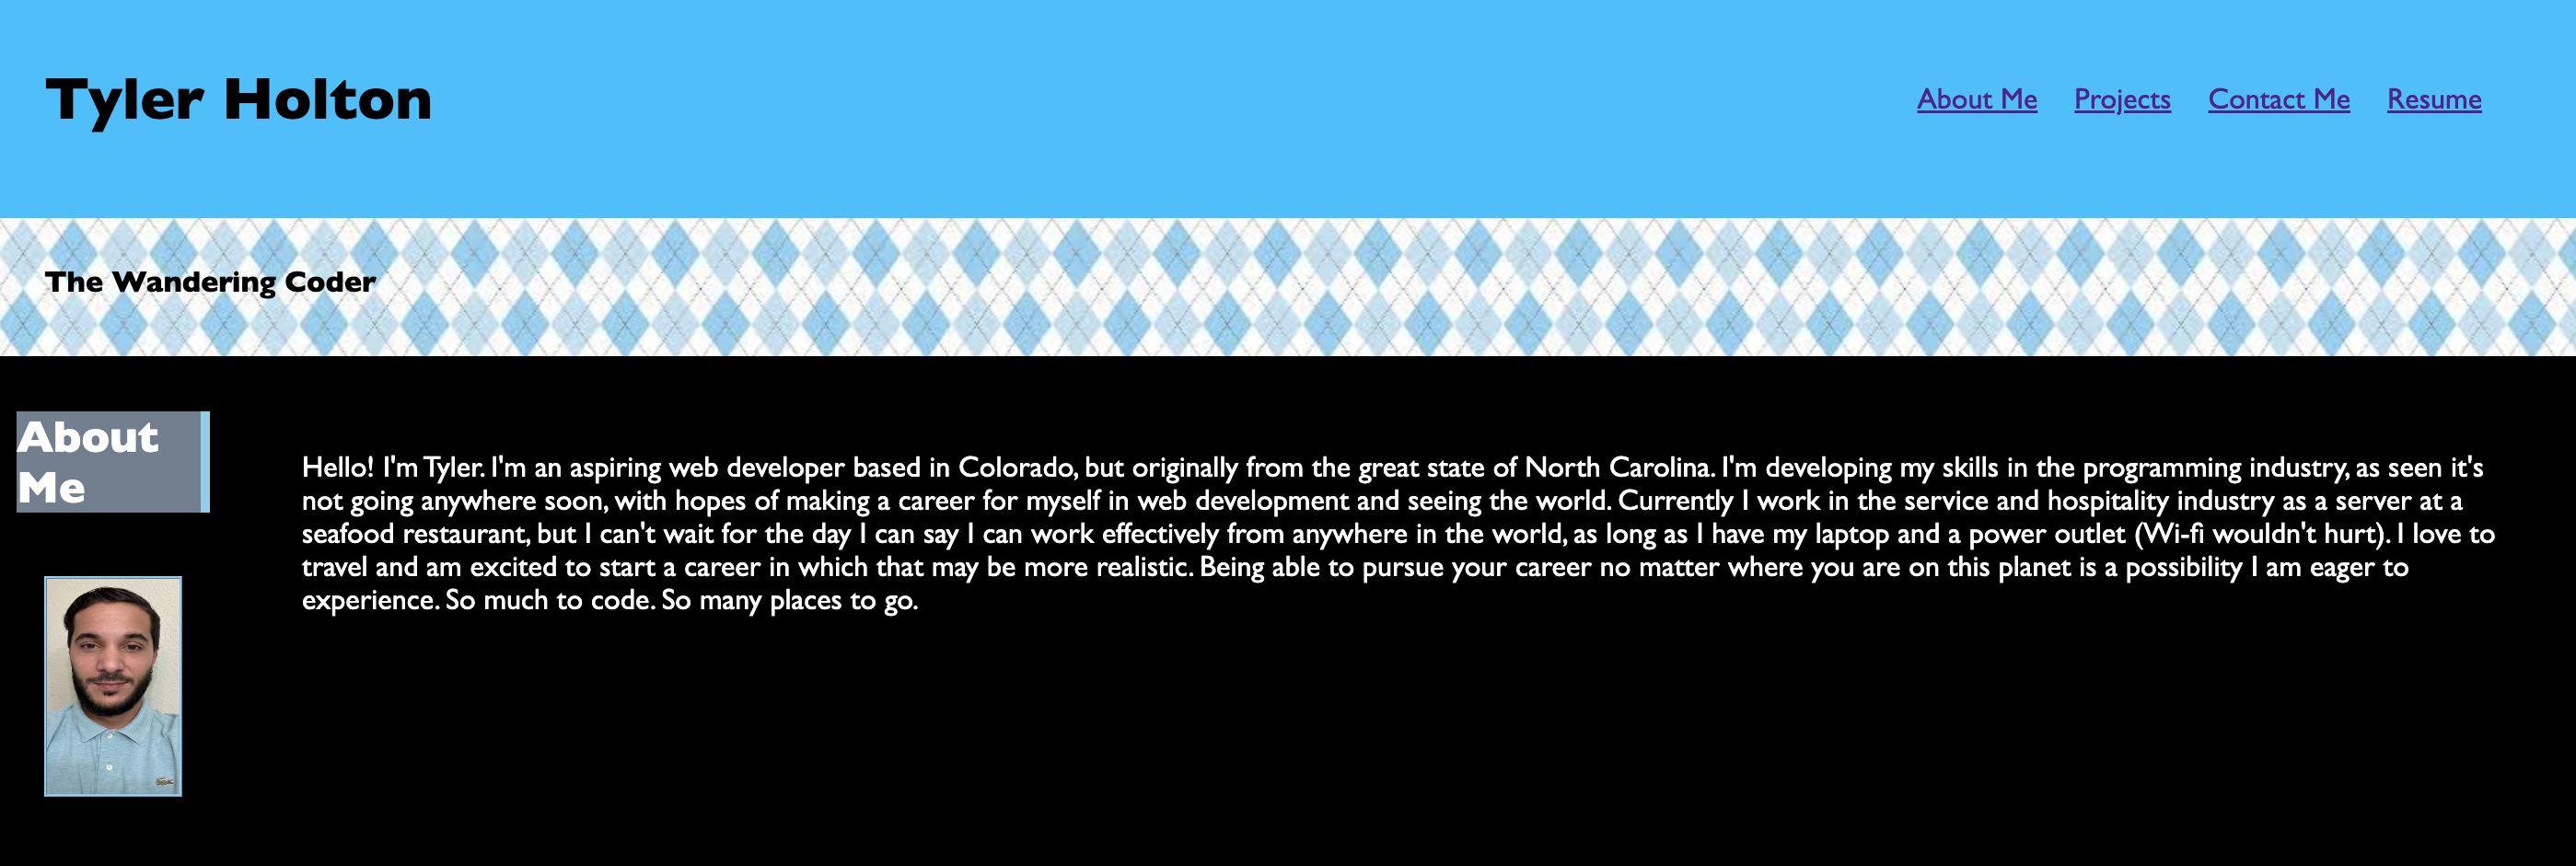 Tyler Holton
About Me Projects Contact Me Resume
The Wandering Coder
About
Me
Hello! I'm Tyler. I'm an aspiring web developer based in Colorado, but originally from the great state of North Carolina. I'm developing my skills in the programming industry, as seen it's
not going anywhere soon, with hopes of making a career for myself in web development and seeing the world. Currently I work in the service and hospitality industry as a server at a
seafood restaurant, but I can't wait for the day I can say I can work effectively from anywhere in the world, as long as I have my laptop and a power outlet (Wi-fi wouldn't hurt). I love to
travel and am excited to start a career in which that may be more realistic. Being able to pursue your career no matter where you are on this planet is a possibility I am eager to
experience. So much to code. So many places to go.